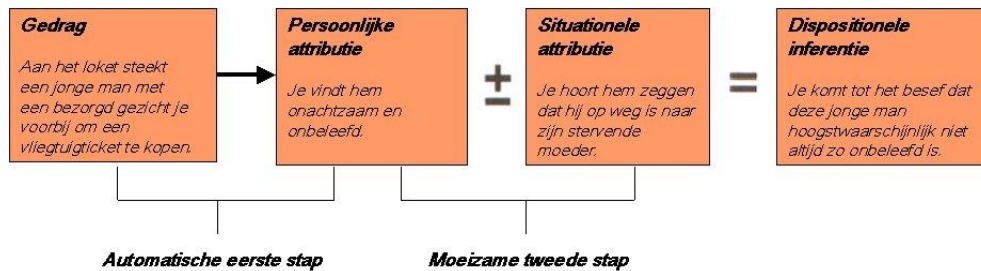 Gedrag
Aan het loket steekt
een jonge man met
een bezorgd gezicht je
voorbij om een
vliegtuigticket te kopen.
Persoonlijke
attributie
Je vindt hem
onachtzaam en
onbeleefd.
±
Situationele
attributie
Je hoort hem zeggen
dat hij op weg is naar
zijn stervende
moeder.
=
Dispositionele
inferentie
Je komt tot het besef dat
deze jonge man
hoogstwaarschijnlijk niet
altijd zo onbeleefd is.
Automatische eerste stap
Moeizame tweede stap